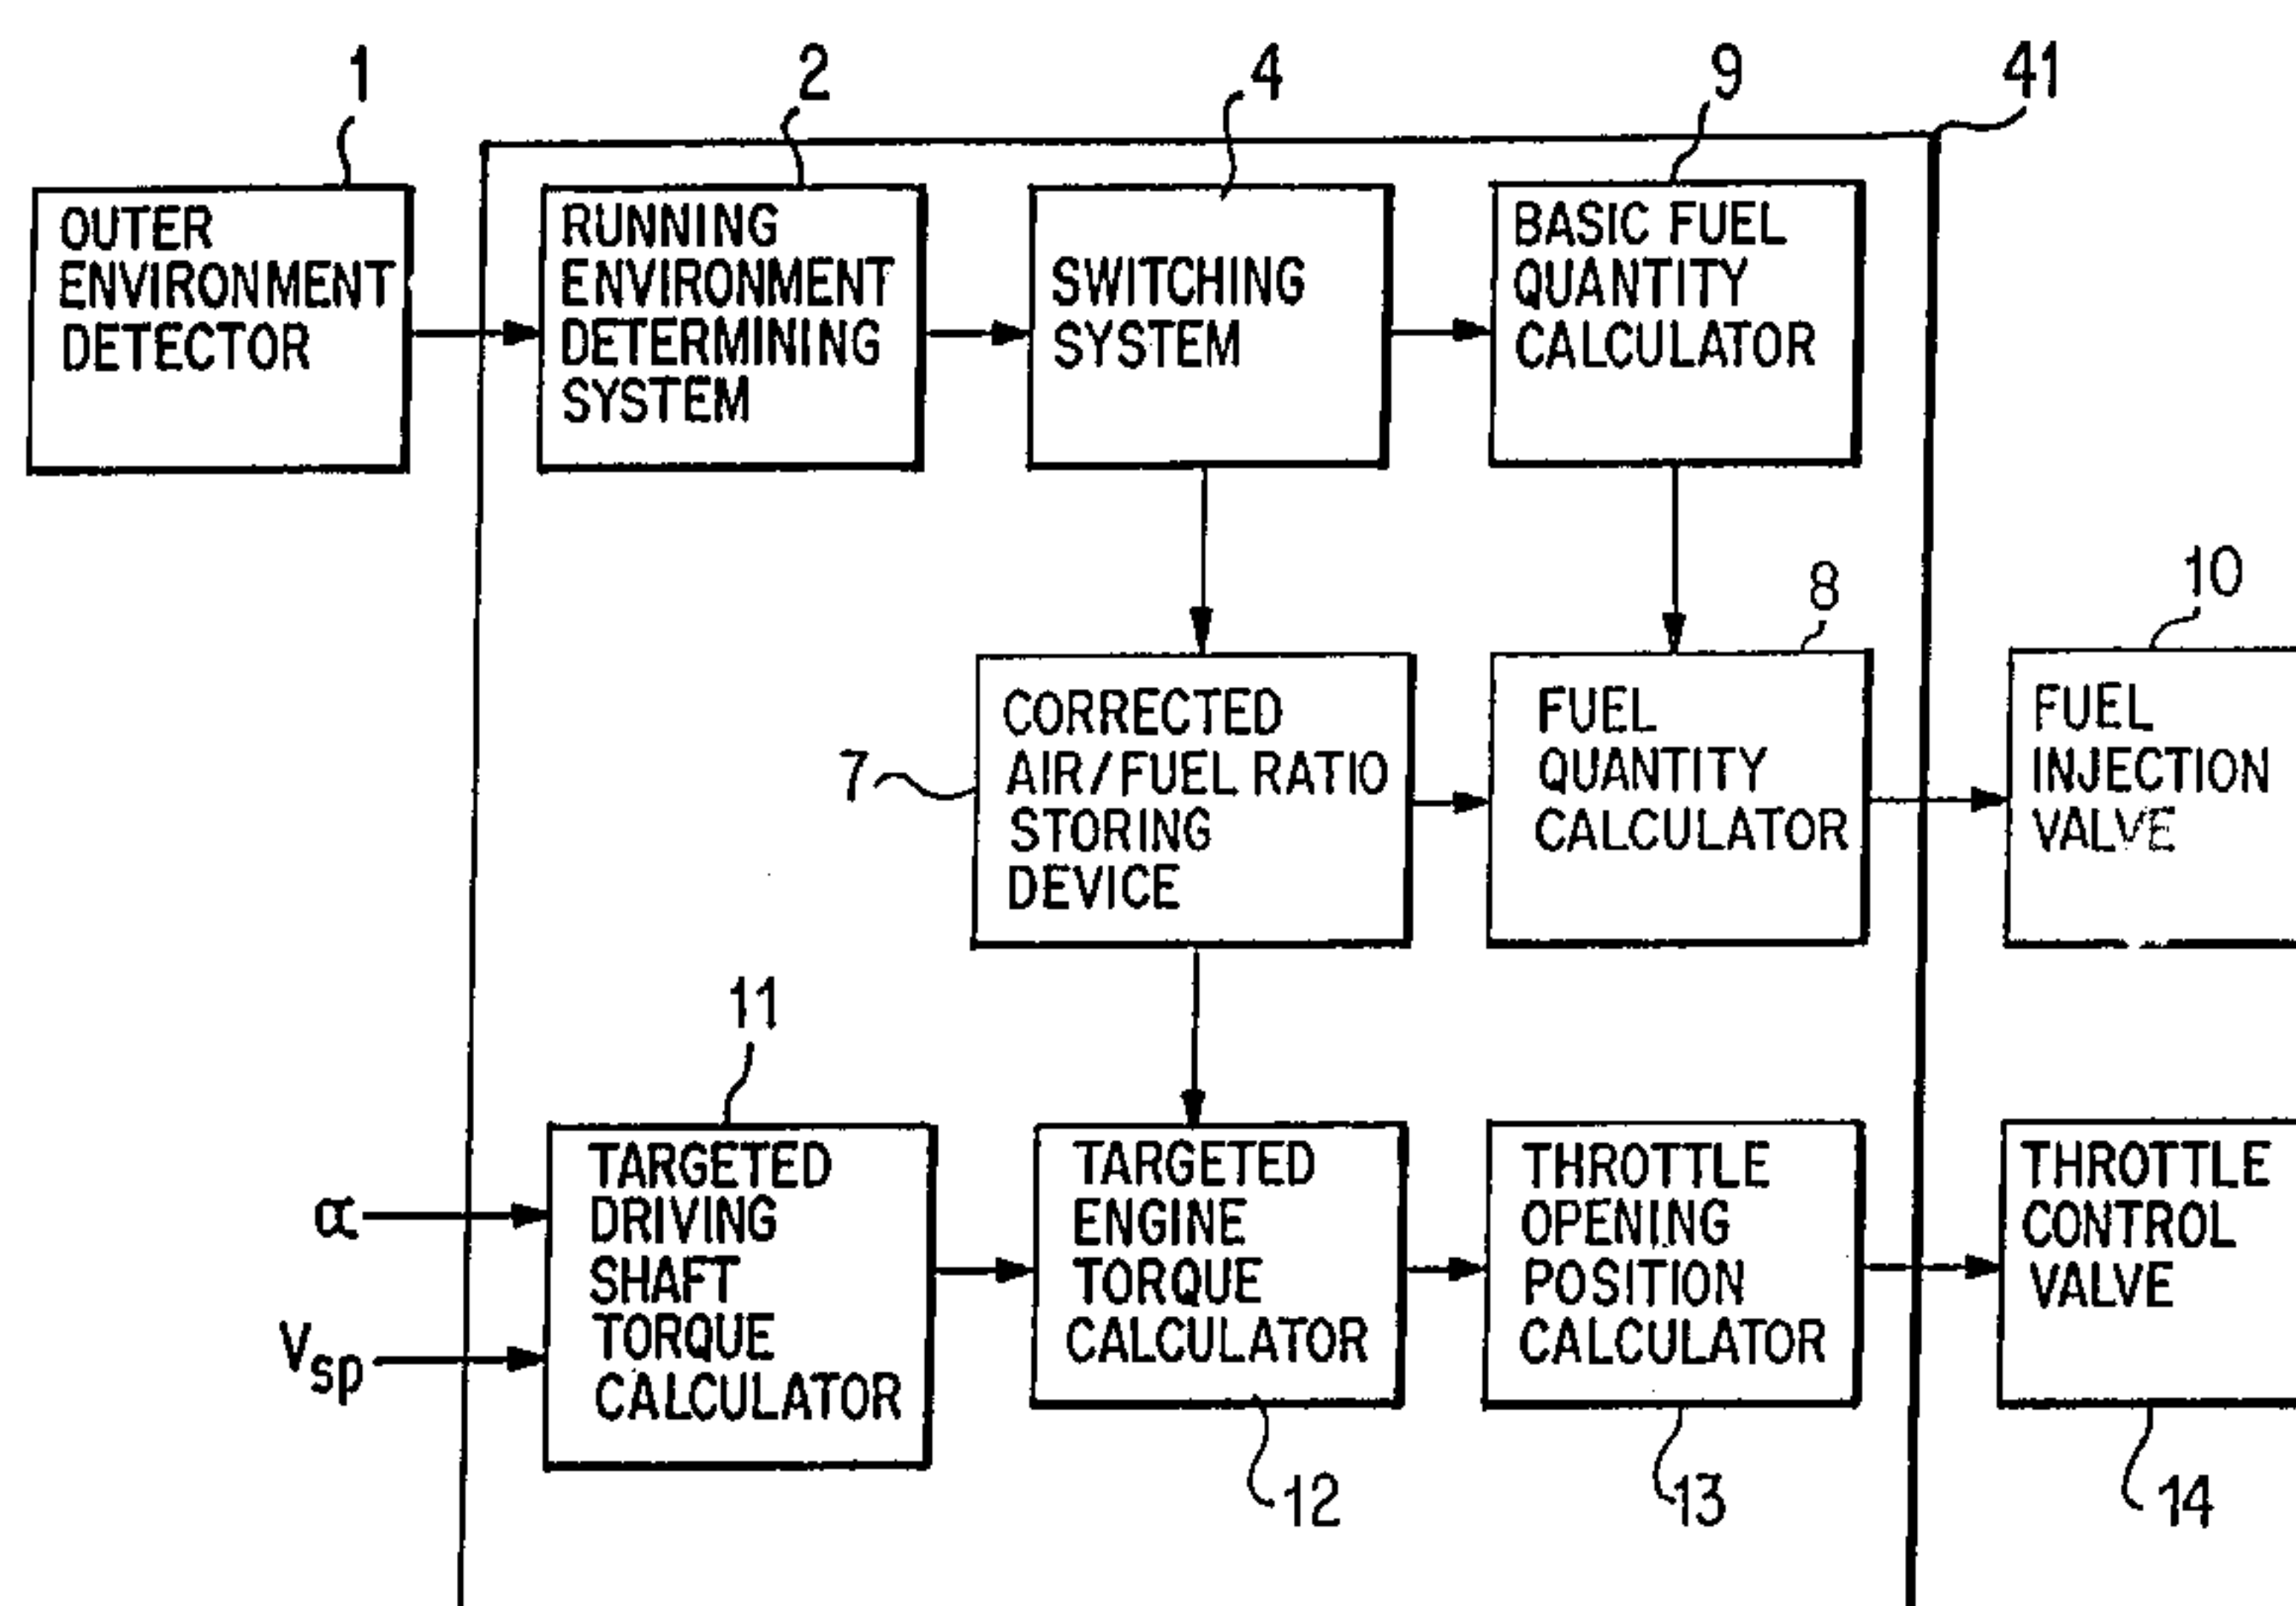 1
2
4
9
41
OUTER
ENVIRONMENT
DETECTOR
RUNNING
ENVIRONMENT
DETERMINING
SYSTEM
SWITCHING
SYSTEM
BASIC FUEL
QUANTITY
CALCULATOR
7
CORRECTED
AIR/FUEL RATIO
STORING
DEVICE
8
FUEL
QUANTITY
CALCULATOR
10
FUEL
INJECTION
VALVE
11
α
Vsp
TARGETED
DRIVING
SHAFT
TORQUE
CALCULATOR
TARGETED
ENGINE
TORQUE
CALCULATOR
12
THROTTLE
OPENING
POSITION
CALCULATOR
13
THROTTLE
CONTROL
VALVE
14